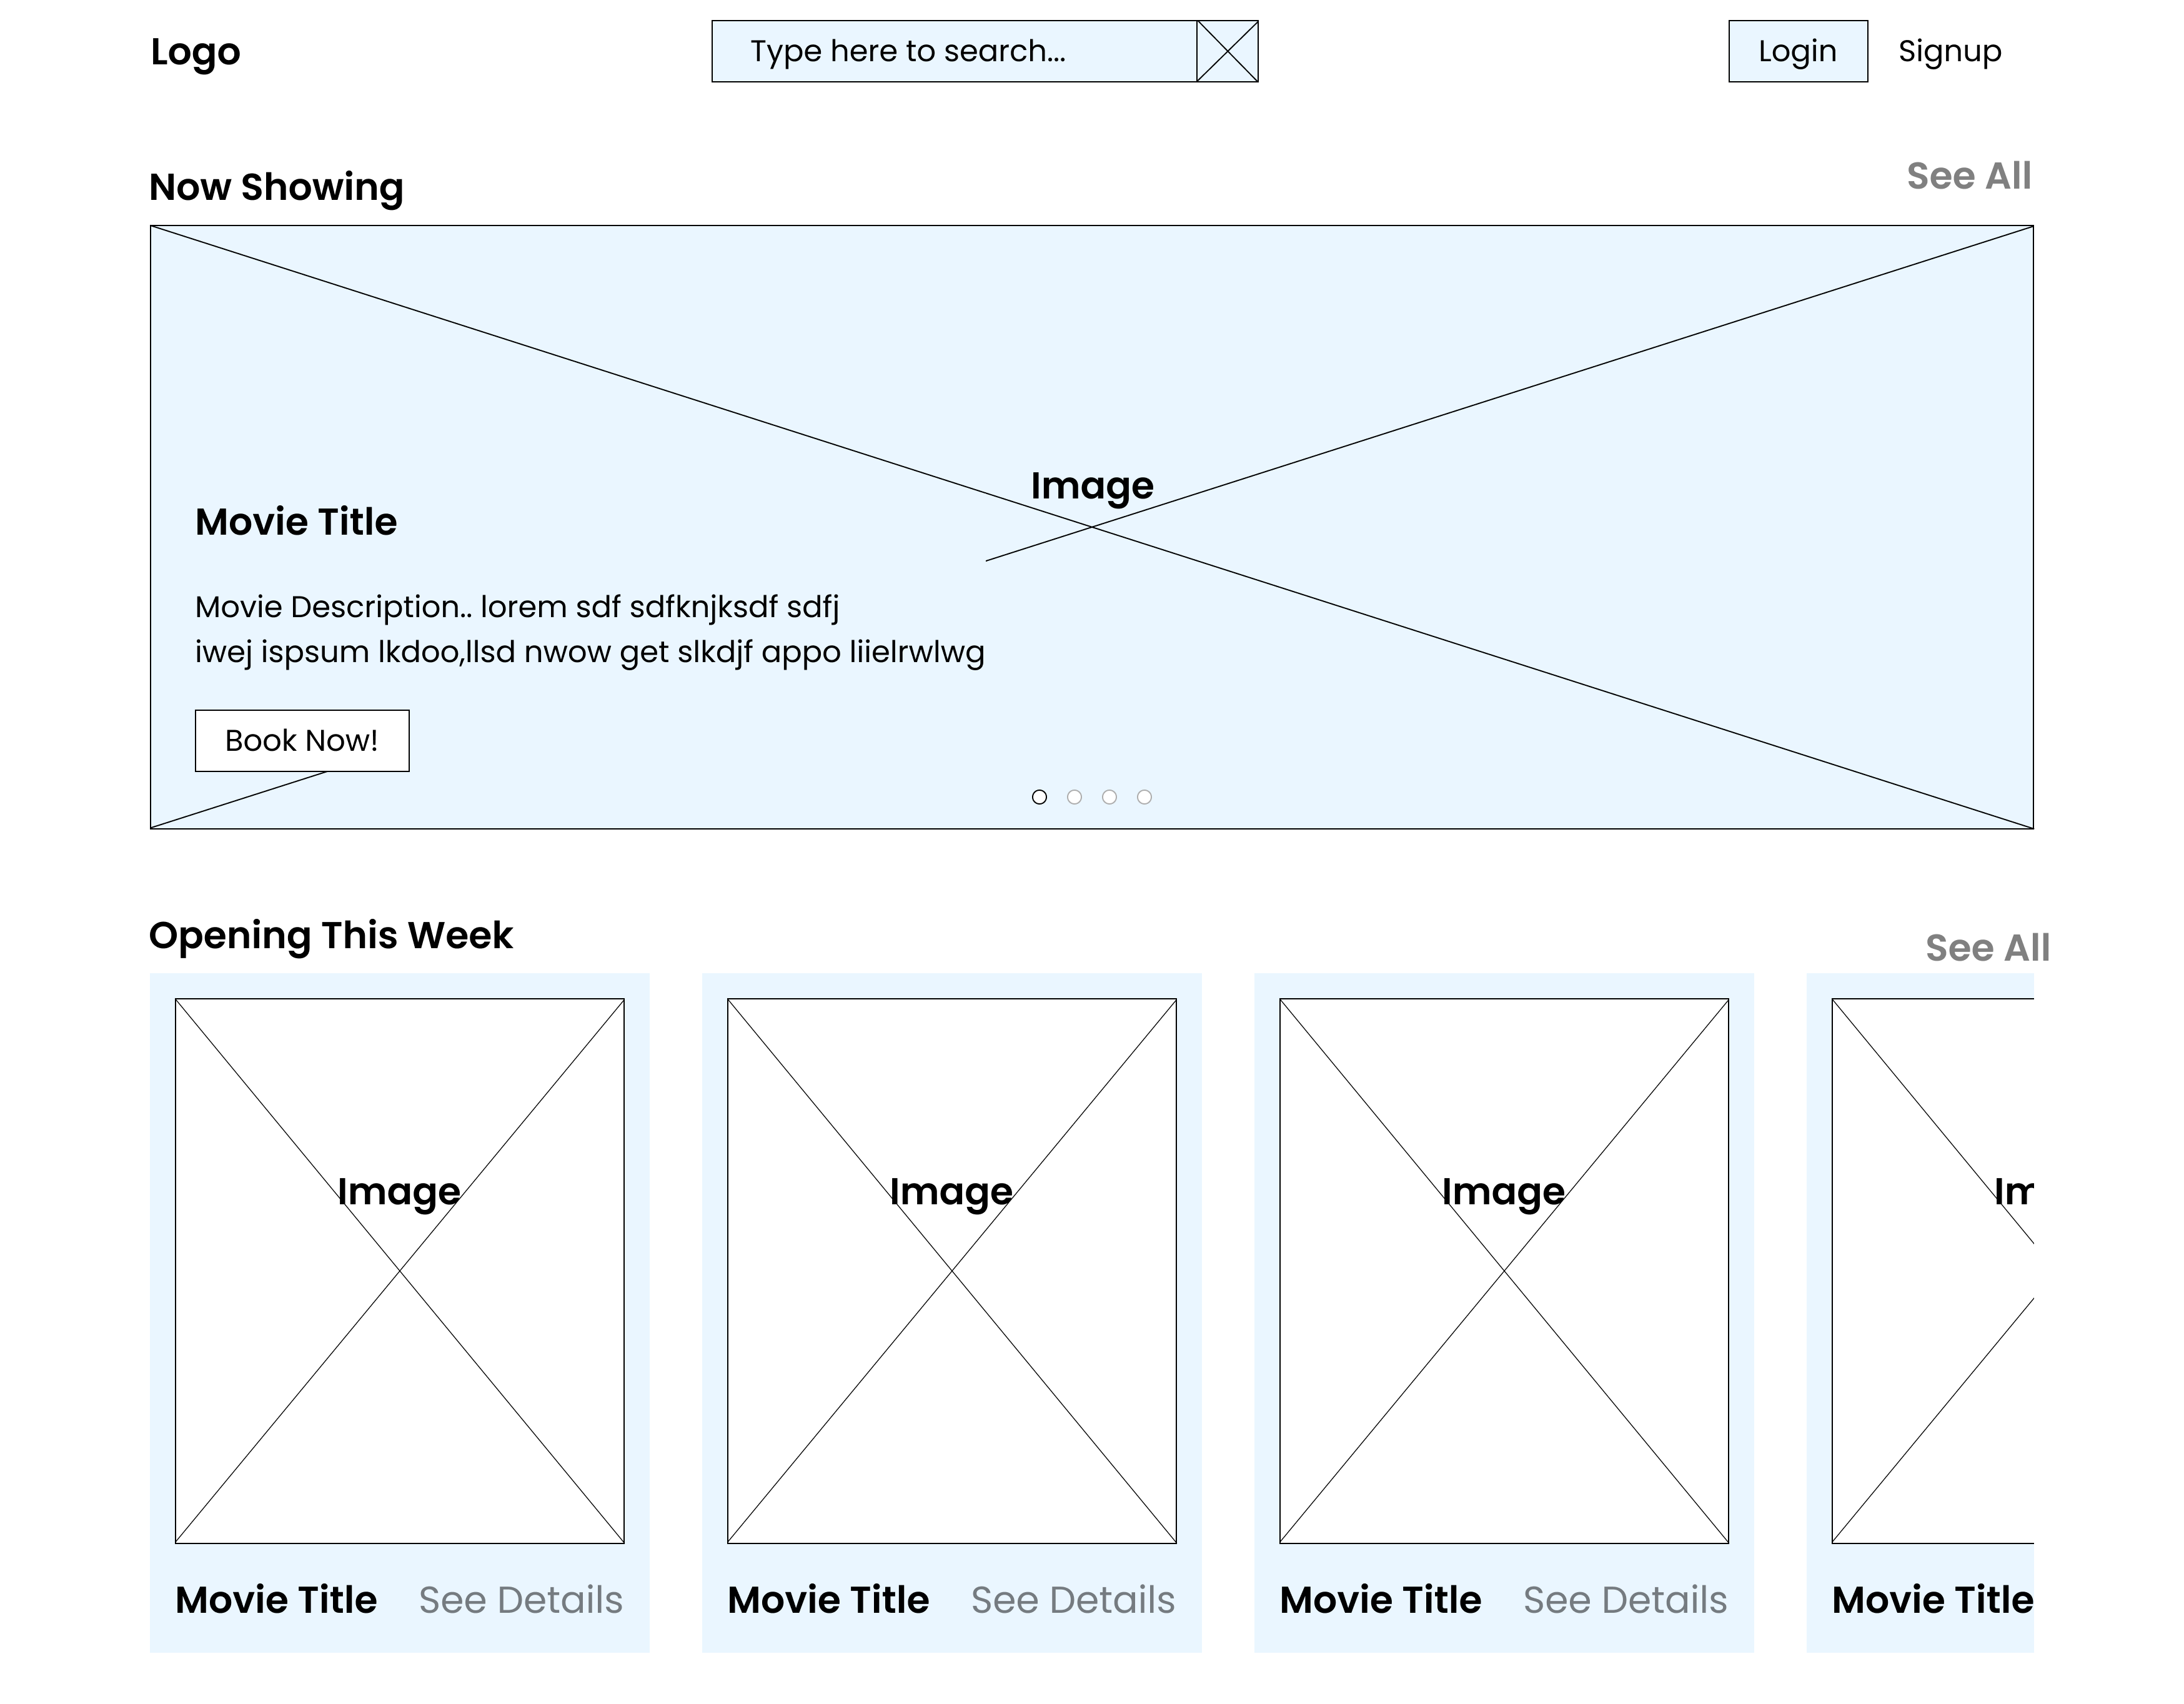 Logo
Type here to search...
Login
Signup
Now Showing
See All
Image
Movie Title
Movie Description.. lorem sdf sdfknjksdf sdfj
iwej ispsum lkdoo,llsd nwow get slkdjf appo liielrwlwg
Book Now!
Opening This Week
See All
Image
Image
Image
Im
Movie Title
See Details
Movie Title
See Details
Movie Title
See Details
Movie Title